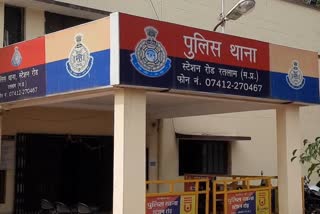 पुलिस थाना
स्टेशन रोड रतलाम (म.प्र.)
फोन नं. 07412-270467
पुलिस थाना
स्टेशन रोड
फोन नं. 07412-270467
पुलिस थाना
पुलिस थाना